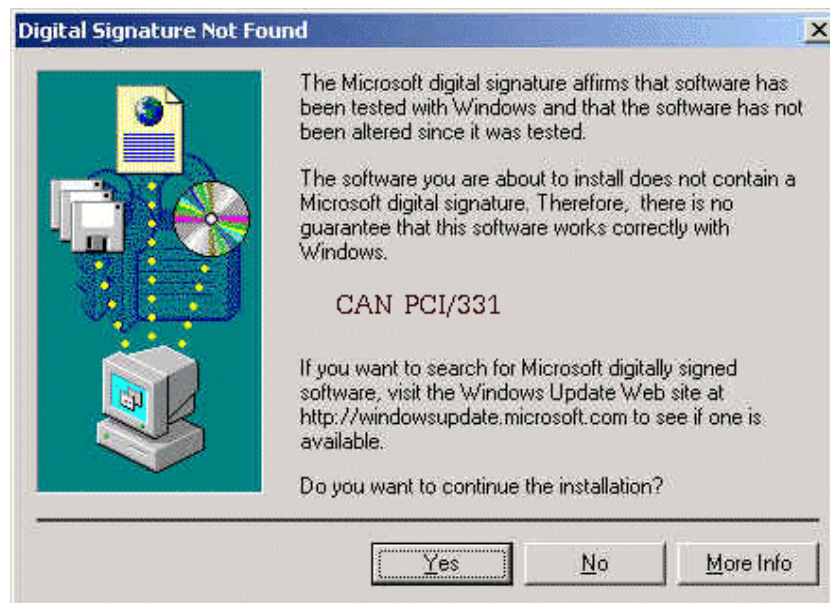 Digital Signature Not Found
The Microsoft digital signature affirms that software has
been tested with Windows and that the software has not
been altered since it was tested.
The software you are about to install does not contain a
Microsoft digital signature. Therefore, there is no
guarantee that this software works correctly with
Windows.
CAN PCI/331
If you want to search for Microsoft digitally signed
software, visit the Windows Update Web site at
http://windowsupdate.microsoft.com to see if one is
available.
Do you want to continue the installation?
Yes
No
More Info